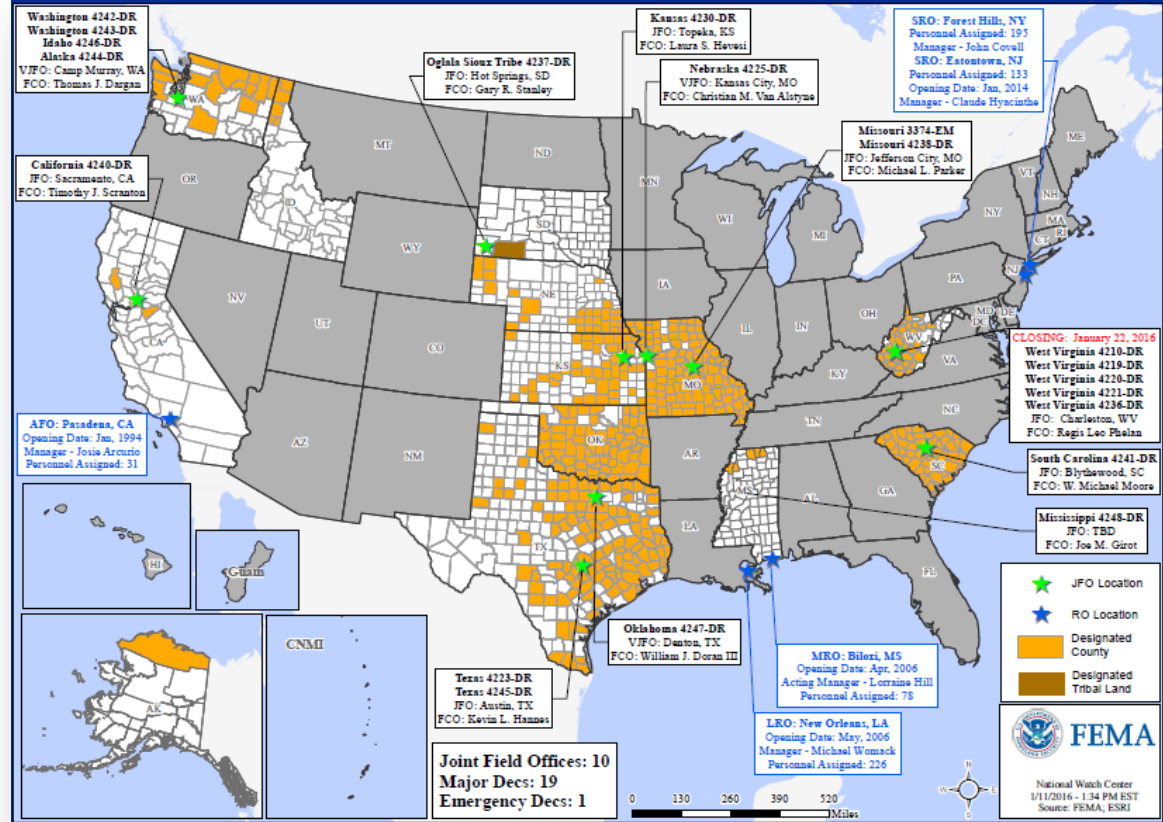 Washington 4242-DR
Washington 4243-DR
Idaho 4246-DR
Alaska 4244-DR
VJFO: Camp Murray, WA
FCO: Thomas J. Dargan
Oglala Sioux Tribe 4237-DR
JFO: Hot Springs, SD
FCO: Gary R. Stanley
Kansas 4230-DR
JFO: Topeka, KS
FCO: Laura S. Hevesi
Nebraska 4225-DR
VJFO: Kansas City, MO
FCO: Christian M. Van Alstyne
SRO: Forest Hills, NY
Personnel Assigned: 195
Manager - John Covell
SRO: Eatontown, NJ
Personnel Assigned: 133
Opening Date: Jan, 2014
Manager - Claude Hyacinthe
Missouri 3374-EM
Missouri 4238-DR
JFO: Jefferson City, MO
FCO: Michael L. Parker
California 4240-DR
JFO: Sacramento, CA
FCO: Timothy J. Scranton
WA
MT
ND
MN
ME
VT
NH
OR
ID
SD
WI
MI
NY
MA
RI
CT
WY
NE
IA
PA
NJ
NV
UT
CO
IL
IN
OH
MD
DE
DC
WV
CA
KS
MO
KY
VA
AZ
NM
OK
AR
TN
NC
SC
TX
LA
MS
AL
GA
FL
CLOSING: January 22, 2016
West Virginia 4210-DR
West Virginia 4219-DR
West Virginia 4220-DR
West Virginia 4221-DR
West Virginia 4236-DR
JFO: Charleston, WV
FCO: Regis Leo Phelan
AFO: Pasadena, CA
Opening Date: Jan, 1994
Manager - Josie Arcurio
Personnel Assigned: 31
South Carolina 4241-DR
JFO: Blythewood, SC
FCO: W. Michael Moore
Mississippi 4248-DR
JFO: TBD
FCO: Joe M. Girot
HI
Guam
AK
CNMI
Oklahoma 4247-DR
VJFO: Denton, TX
FCO: William J. Doran III
Texas 4223-DR
Texas 4245-DR
JFO: Austin, TX
FCO: Kevin L. Hannes
MRO: Biloxi, MS
Opening Date: Apr, 2006
Acting Manager - Lorraine Hill
Personnel Assigned: 78
LRO: New Orleans, LA
Opening Date: May, 2006
Manager - Michael Womack
Personnel Assigned: 226
Joint Field Offices: 10
Major Decs: 19
Emergency Decs: 1
0 130 260 390 520
Miles
N
W E
S
JFO Location
RO Location
Designated
County
Designated
Tribal Land
FEMA
National Watch Center
1/11/2016 - 1:34 PM EST
Source: FEMA; ESRI